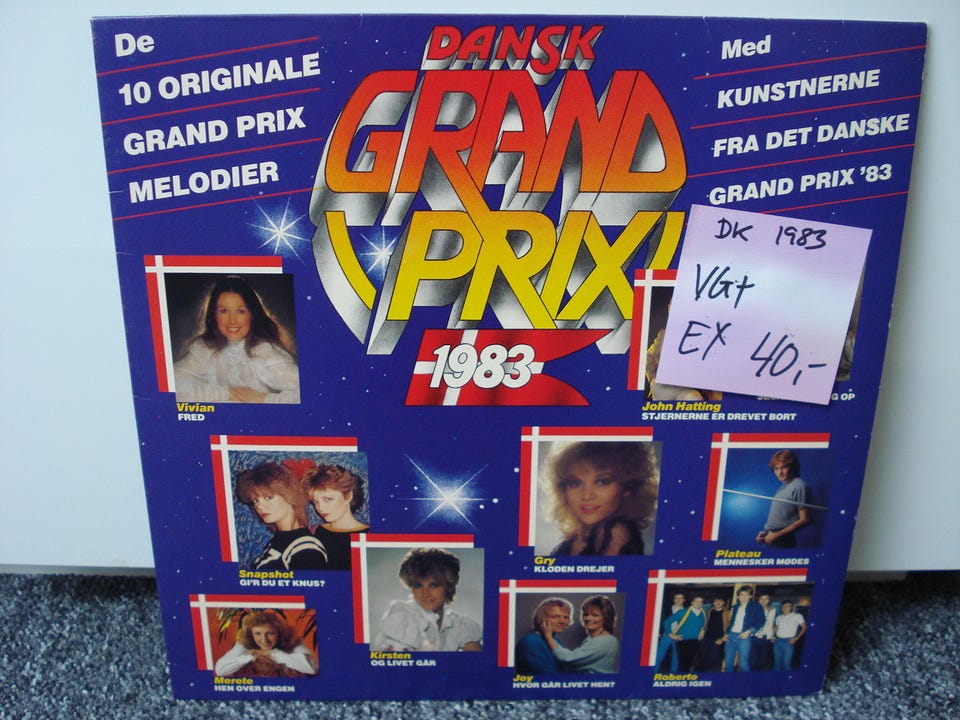 De
10 ORIGINALE
GRAND PRIX
MELODIER
DANSK
GRAND
PRIX
1983
Med
KUNSTNERNE
FRA DET DANSKE
GRAND PRIX '83
DK 1983
VG+
EX 40,-
Vivian
FRED
John Hatting
STJERNERNE ER DREVET BORT
OP
Snapshot
GI'R DU ET KNUS?
Gry
KLODEN DREJER
Plateau
MENNESKER MØDES
Kirsten
OG LIVET GÅR
Merete
HEN OVER ENGEN
Joy
HVOR GÅR LIVET HEN?
Roberto
ALDRIG IGEN